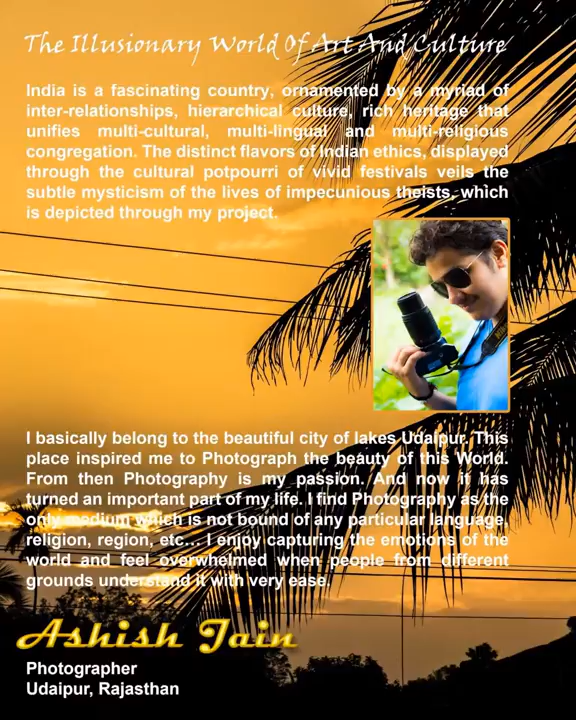 The Illusionary World Of Art And Culture
India is a fascinating country, ornamented by a myriad of
inter-relationships, hierarchical culture, rich heritage that
unifies multi-cultural, multi-lingual and multi-religious
congregation. The distinct flavors of Indian ethics, displayed
through the cultural potpourri of vivid festivals veils the
subtle mysticism of the lives of impecunious theists, which
is depicted through my project.
I basically belong to the beautiful city of lakes Udaipur. This
place inspired me to Photograph the beauty of this World.
From then Photography is my passion. And now it has
turned an important part of my life. I find Photography as the
only medium which is not bound of any particular language,
religion, region, etc... I enjoy capturing the emotions of the
world and feel overwhelmed when people from different
grounds understand it with very ease.
Ashish Jain
Photographer
Udaipur, Rajasthan